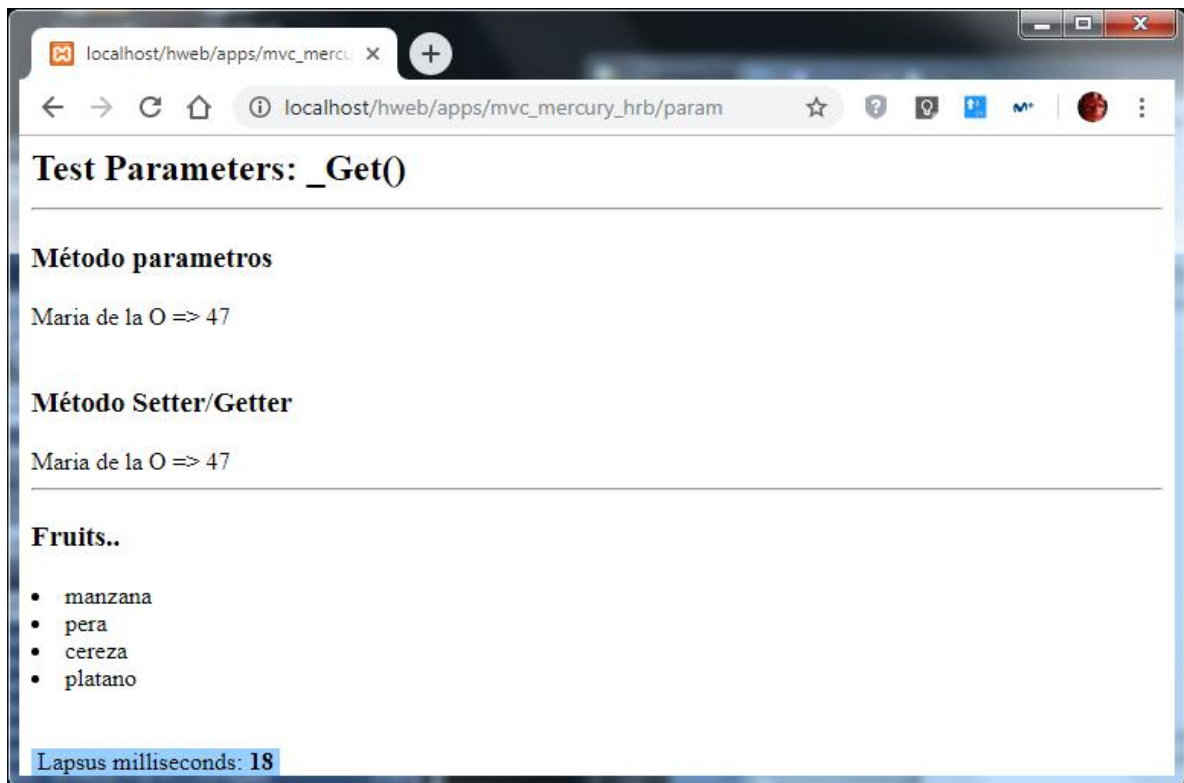 localhost/hweb/apps/mvc_mercu
localhost/hweb/apps/mvc_mercury_hrb/param
Test Parameters: _Get()
Método parametros
Maria de la O => 47
Método Setter/Getter
Maria de la O => 47
Fruits..
manzana
pera
cereza
platano
Lapsus milliseconds: 18